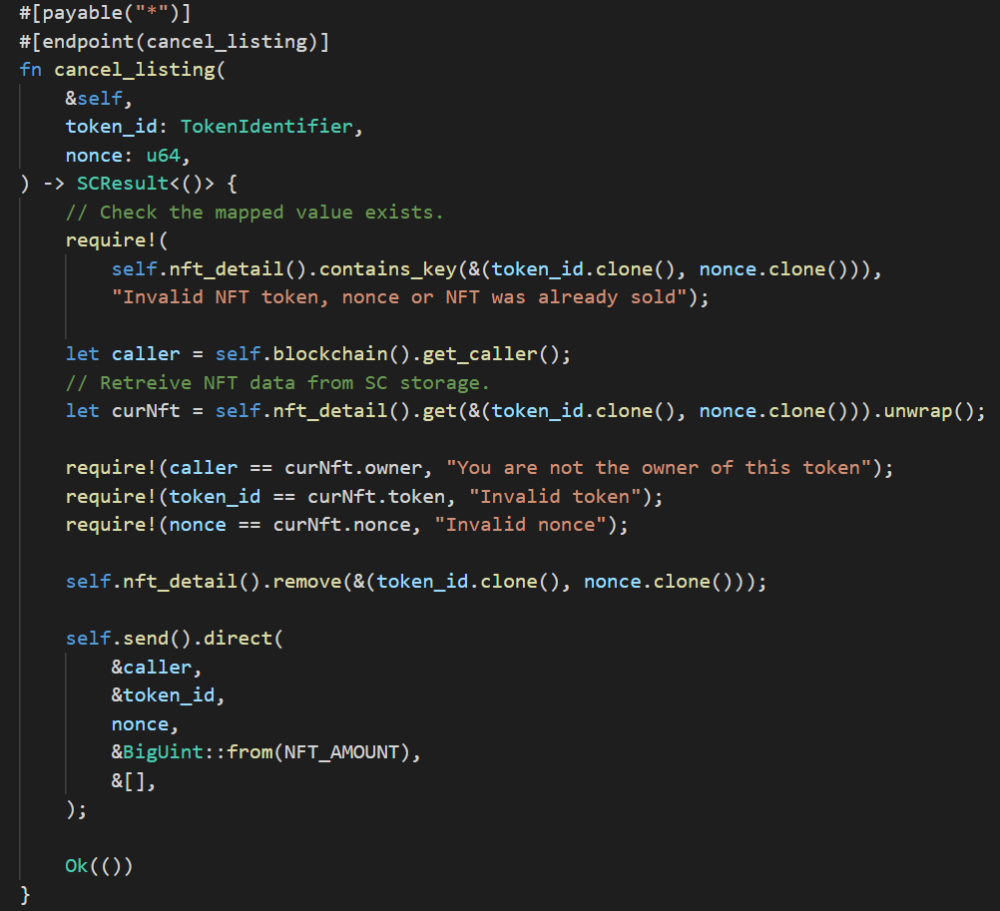 #[payable("*")]
#[endpoint(cancel_listing)]
fn cancel_listing(
    &self,
    token_id: TokenIdentifier,
    nonce: u64,
) -> SCResult<()> {
    // Check the mapped value exists.
    require!(
        self.nft_detail().contains_key(&(token_id.clone(), nonce.clone())),
        "Invalid NFT token, nonce or NFT was already sold");

    let caller = self.blockchain().get_caller();
    // Retreive NFT data from SC storage.
    let curNft = self.nft_detail().get(&(token_id.clone(), nonce.clone())).unwrap();

    require!(caller == curNft.owner, "You are not the owner of this token");
    require!(token_id == curNft.token, "Invalid token");
    require!(nonce == curNft.nonce, "Invalid nonce");

    self.nft_detail().remove(&(token_id.clone(), nonce.clone()));

    self.send().direct(
        &caller,
        &token_id,
        nonce,
        &BigUint::from(NFT_AMOUNT),
        &[],
    );

    Ok(())
}